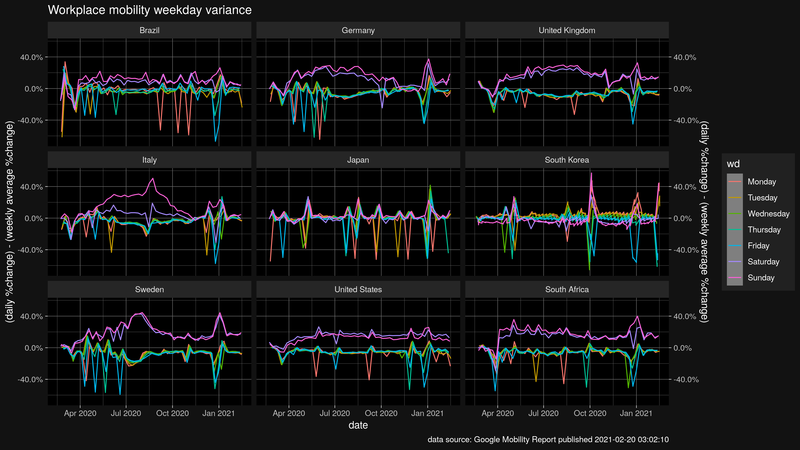 Workplace mobility weekday variance
Brazil
Germany
United Kingdom
40.0%
0.0%
-40.0%
40.0%
0.0%
-40.0%
Italy
Japan
South Korea
40.0%
0.0%
-40.0%
40.0%
0.0%
-40.0%
Sweden
United States
South Africa
40.0%
0.0%
-40.0%
40.0%
0.0%
-40.0%
Apr 2020 Jul 2020 Oct 2020 Jan 2021
Apr 2020 Jul 2020 Oct 2020 Jan 2021
Apr 2020 Jul 2020 Oct 2020 Jan 2021
date
(daily %change) - (weekly average %change)
(daily %change) - (weekly average %change)
wd
Monday
Tuesday
Wednesday
Thursday
Friday
Saturday
Sunday
data source: Google Mobility Report published 2021-02-20 03:02:10